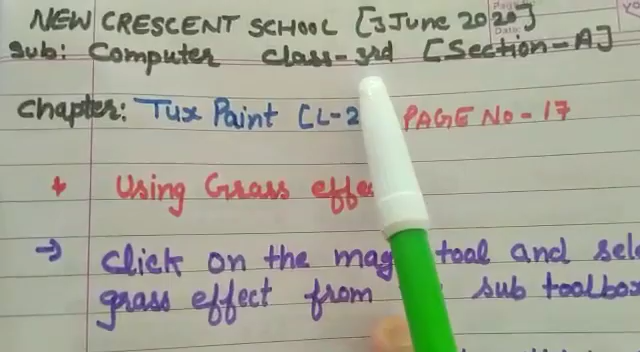 NEW CRESCENT SCHOOL [3 June 2020]
Sub: Computer Class-3rd [Section-A]
Chapter: Tux Paint CL-2 PAGE No-17
Using Grass
Click on the tool and
grass effect from sub toolbox